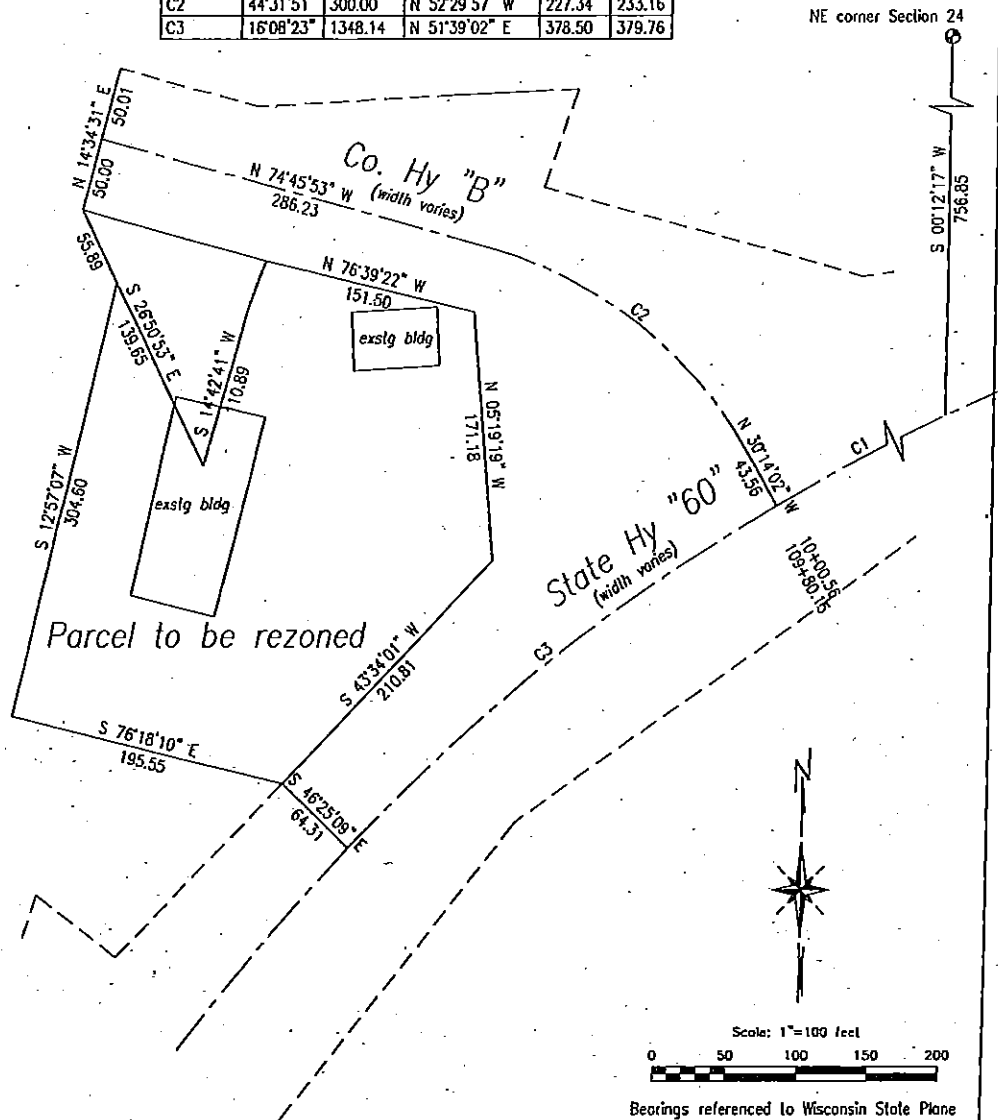 C2 44°31'51 300.00 N 52°29'57" W 227.34 233.16
C3 16°08'23" 1348.14 N 51°39'02" E 378.50 379.76
NE corner Section 24
S 00°12'17" W
756.85
N 14°34'31" E
50.01
50.00
Co. Hy "B"
(width varies)
N 74°45'53" W
286.23
55.89
S 26°50'53" E
139.65
N 76°39'22" W
151.50
exstg bldg
C2
S 14°42'41" W
110.89
N 05°19'19" W
171.18
N 30°14'02" W
43.56
C1
S 12°57'07" W
304.60
exstg bldg
State Hy "60"
(width varies)
10+00.56
109+80.15
Parcel to be rezoned
C3
S 43°34'01" W
210.81
S 76°18'10" E
195.55
S 46°25'09" E
64.31
N
Scale: 1"=100 feet
0 50 100 150 200
Bearings referenced to Wisconsin State Plane